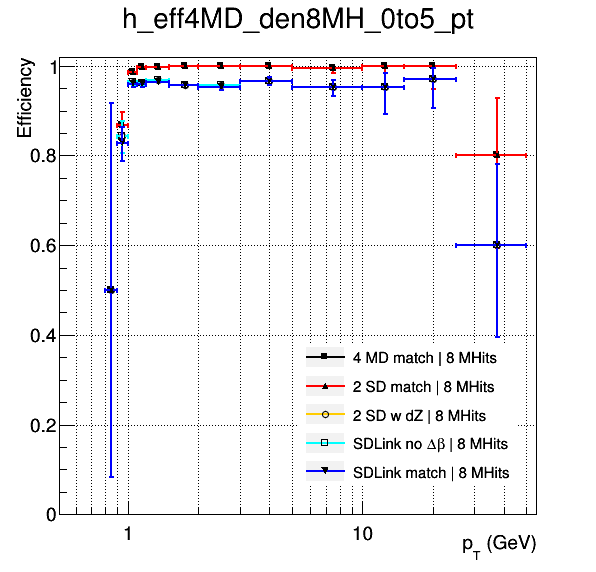 h_eff4MD_den8MH_0to5_pt
Efficiency
1
0.8
0.6
0.4
0.2
0
4 MD match | 8 MHits
2 SD match | 8 MHits
2 SD w dZ | 8 MHits
SDLink no Δβ | 8 MHits
SDLink match | 8 MHits
1 10
p_T (GeV)